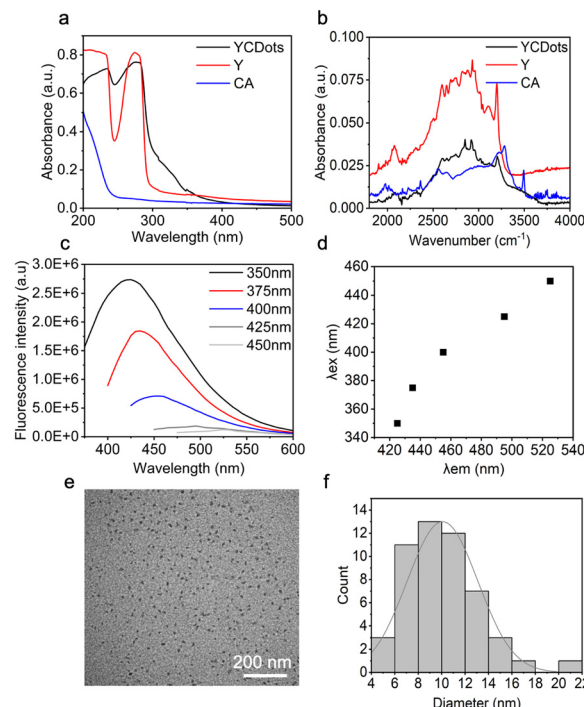 a
YCDots
Y
CA
Absorbance (a.u.)
0.8
0.6
0.4
0.2
0
200 300 400 500
Wavelength (nm)
b
YCDots
Y
CA
Absorbance (a.u.)
0.100
0.075
0.050
0.025
0.000
2000 2500 3000 3500 4000
Wavenumber (cm⁻¹)
c
350nm
375nm
400nm
425nm
450nm
Fluorescence intensity (a.u)
3.0E+6
2.5E+6
2.0E+6
1.5E+6
1.0E+6
5.0E+5
0.0E+0
400 450 500 550 600
Wavelength (nm)
d
λex (nm)
460
440
420
400
380
360
340
420 440 460 480 500 520 540
λem (nm)
e
200 nm
f
Count
14
12
10
8
6
4
2
0
4 6 8 10 12 14 16 18 20 22
Diameter (nm)